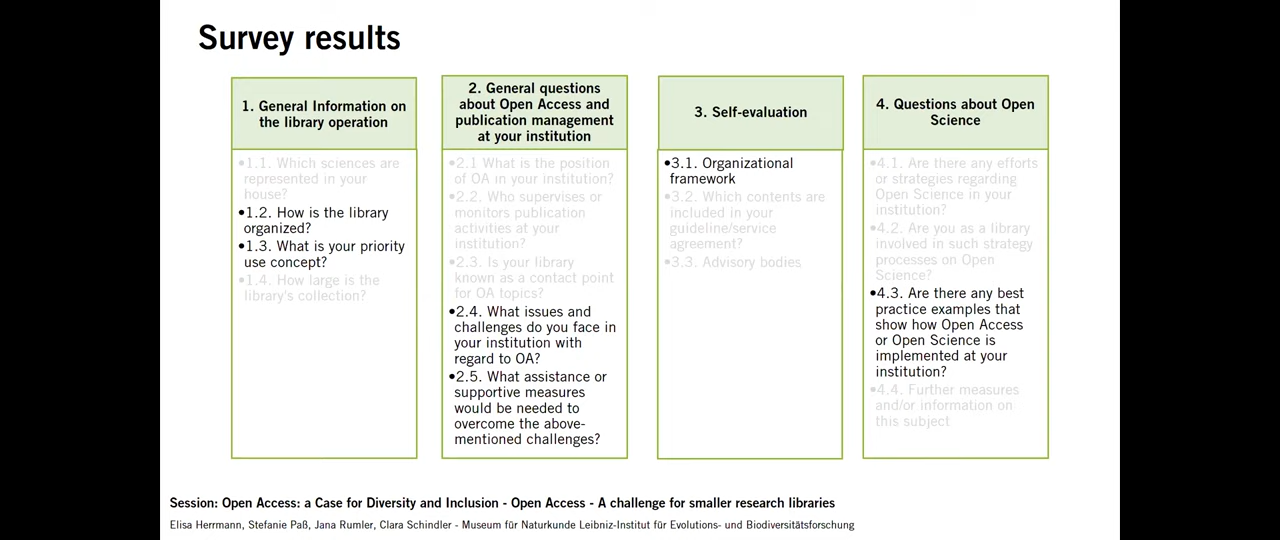 Survey results
1. General Information on
the library operation
•1.1. Which sciences are
represented in your
house?
•1.2. How is the library
organized?
•1.3. What is your priority
use concept?
•1.4. How large is the
library's collection?
2. General questions
about Open Access and
publication management
at your institution
•2.1 What is the position
of OA in your institution?
•2.2. Who supervises or
monitors publication
activities at your
institution?
•2.3. Is your library
known as a contact point
for OA topics?
•2.4. What issues and
challenges do you face in
your institution with
regard to OA?
•2.5. What assistance or
supportive measures
would be needed to
overcome the above-
mentioned challenges?
3. Self-evaluation
•3.1. Organizational
framework
•3.2. Which contents are
included in your
guideline/service
agreement?
•3.3. Advisory bodies
4. Questions about Open
Science
•4.1. Are there any efforts
or strategies regarding
Open Science in your
institution?
•4.2. Are you as a library
involved in such strategy
processes on Open
Science?
•4.3. Are there any best
practice examples that
show how Open Access
or Open Science is
implemented at your
institution?
•4.4. Further measures
and/or information on
this subject
Session: Open Access: a Case for Diversity and Inclusion - Open Access - A challenge for smaller research libraries
Elisa Herrmann, Stefanie Paß, Jana Rumler, Clara Schindler - Museum für Naturkunde Leibniz-Institut für Evolutions- und Biodiversitätsforschung